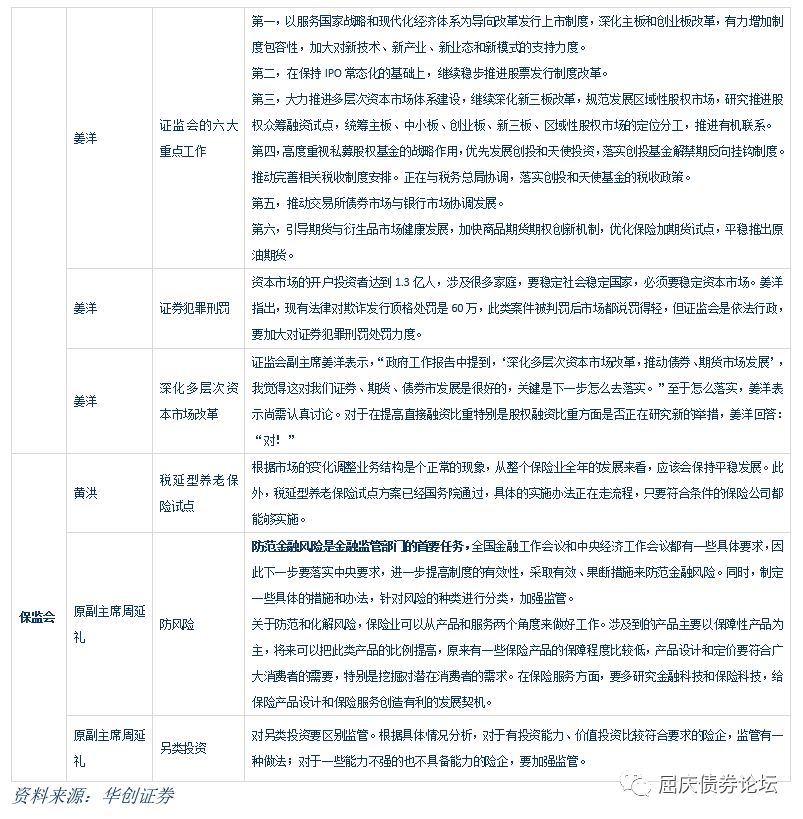 第一，以服务国家战略和现代化经济体系为导向改革发行上市制度，深化主板和创业板改革，有力增加制
度包容性，加大对新技术、新产业、新业态和新模式的支持力度。
第二，在保持 IPO 常态化的基础上，继续稳步推进股票发行制度改革。
第三，大力推进多层次资本市场体系建设，继续深化新三板改革，规范发展区域性股权市场，研究推进股
权众筹融资试点，统筹主板、中小板、创业板、新三板、区域性股权市场的定位分工，推进有机联系。
姜洋
证监会的六大
重点工作
第四，高度重视私募股权基金的战略作用，优先发展创投和天使投资，落实创投基金解禁期反向挂钩制度。
推动完善相关税收制度安排。正在与税务总局协调，落实创投和天使基金的税收政策。
第五，推动交易所债券市场与银行市场协调发展。
第六，引导期货与衍生品市场健康发展，加快商品期货期权创新机制，优化保险加期货试点，平稳推出原
油期货。
姜洋
证券犯罪刑罚
资本市场的开户投资者达到 1.3 亿人，涉及很多家庭，要稳定社会稳定国家，必须要稳定资本市场。姜洋
指出，现有法律对欺诈发行顶格处罚是 60 万，此类案件被判罚后市场都说罚得轻，但证监会是依法行政，
要加大对证券犯罪刑罚处罚力度。
姜洋
深化多层次资
本市场改革
证监会副主席姜洋表示，“政府工作报告中提到，‘深化多层次资本市场改革，推动债券、期货市场发展’，
我觉得这对我们证券、期货、债券市发展是很好的，关键是下一步怎么去落实。”至于怎么落实，姜洋表
示尚需认真讨论。对于在提高直接融资比重特别是股权融资比重方面是否正在研究新的举措，姜洋回答：
“对！”
保监会
黄洪
税延型养老保
险试点
根据市场的变化调整业务结构是个正常的现象，从整个保险业全年的发展来看，应该会保持平稳发展。此
外，税延型养老保险试点方案已经国务院通过，具体的实施办法正在走流程，只要符合条件的保险公司都
能够实施。
原副主席周延
礼
防风险
防范金融风险是金融监管部门的首要任务，全国金融工作会议和中央经济工作会议都有一些具体要求，因
此下一步要落实中央要求，进一步提高制度的有效性，采取有效、果断措施来防范金融风险。同时，制定
一些具体的措施和办法，针对风险的种类进行分类，加强监管。
关于防范和化解风险，保险业可以从产品和服务两个角度来做好工作。涉及到的产品主要以保障性产品为
主，将来可以把此类产品的比例提高，原来有一些保险产品的保障程度比较低，产品设计和定价要符合广
大消费者的需要，特别是挖掘对潜在消费者的需求。在保险服务方面，要多研究金融科技和保险科技，给
保险产品设计和保险服务创造有利的发展契机。
原副主席周延
礼
另类投资
对另类投资要区别监管。根据具体情况分析，对于有投资能力、价值投资比较符合要求的险企，监管有一
种做法；对于一些能力不强的也不具备能力的险企，要加强监管。
资料来源：华创证券
屈庆债券论坛